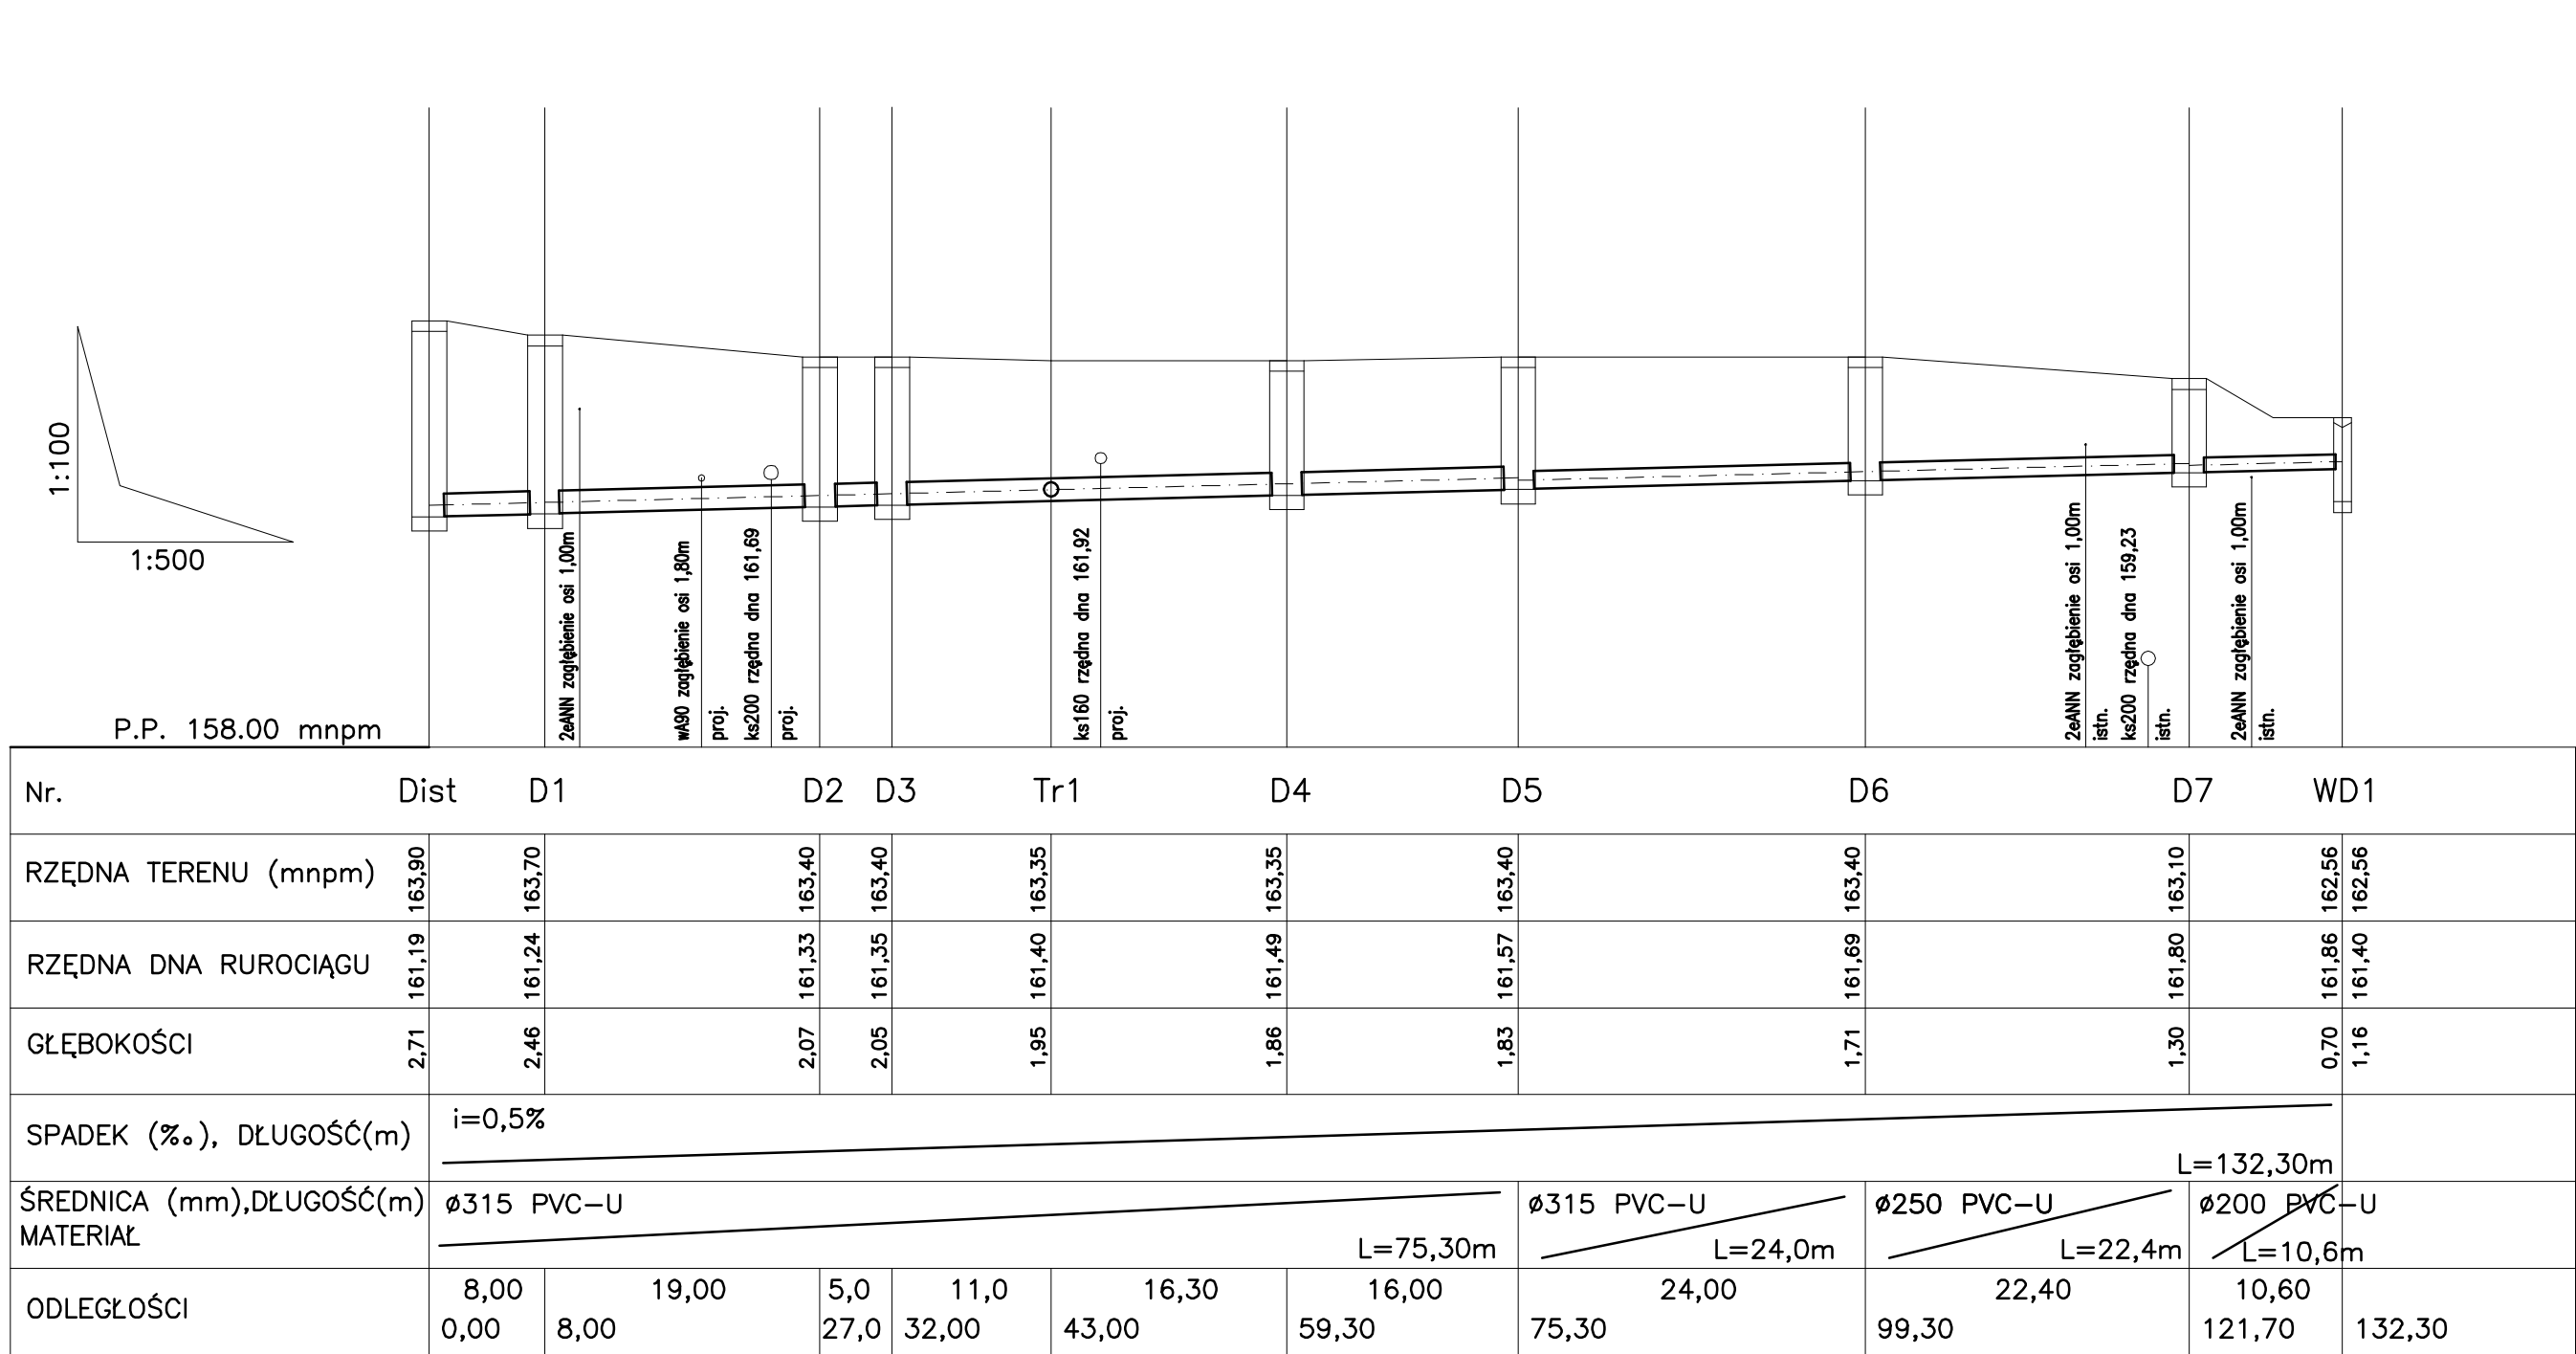 1:100
1:500
2eANN zagłębienie osi 1,00m
wA90 zagłębienie osi 1,80m
proj.
ks200 rzędna dna 161,69
proj.
ks160 rzędna dna 161,92
proj.
2eANN zagłębienie osi 1,00m
istn.
ks200 rzędna dna 159,23
istn.
2eANN zagłębienie osi 1,00m
istn.
P.P. 158.00 mnpm
Nr. Dist D1 D2 D3 Tr1 D4 D5 D6 D7 WD1
RZĘDNA TERENU (mnpm) 163,90 163,70 163,40 163,40 163,35 163,35 163,40 163,40 163,10 162,56 162,56
RZĘDNA DNA RUROCIĄGU 161,19 161,24 161,33 161,35 161,40 161,49 161,57 161,69 161,80 161,86 161,40
GŁĘBOKOŚCI 2,71 2,46 2,07 2,05 1,95 1,86 1,83 1,71 1,30 0,70 1,16
SPADEK (‰), DŁUGOŚĆ(m) i=0,5% L=132,30m
ŚREDNICA (mm),DŁUGOŚĆ(m) ø315 PVC-U ø315 PVC-U ø250 PVC-U ø200 PVC-U
MATERIAŁ L=75,30m L=24,0m L=22,4m L=10,6m
ODLEGŁOŚCI 8,00 19,00 5,0 11,0 16,30 16,00 24,00 22,40 10,60
0,00 8,00 27,0 32,00 43,00 59,30 75,30 99,30 121,70 132,30